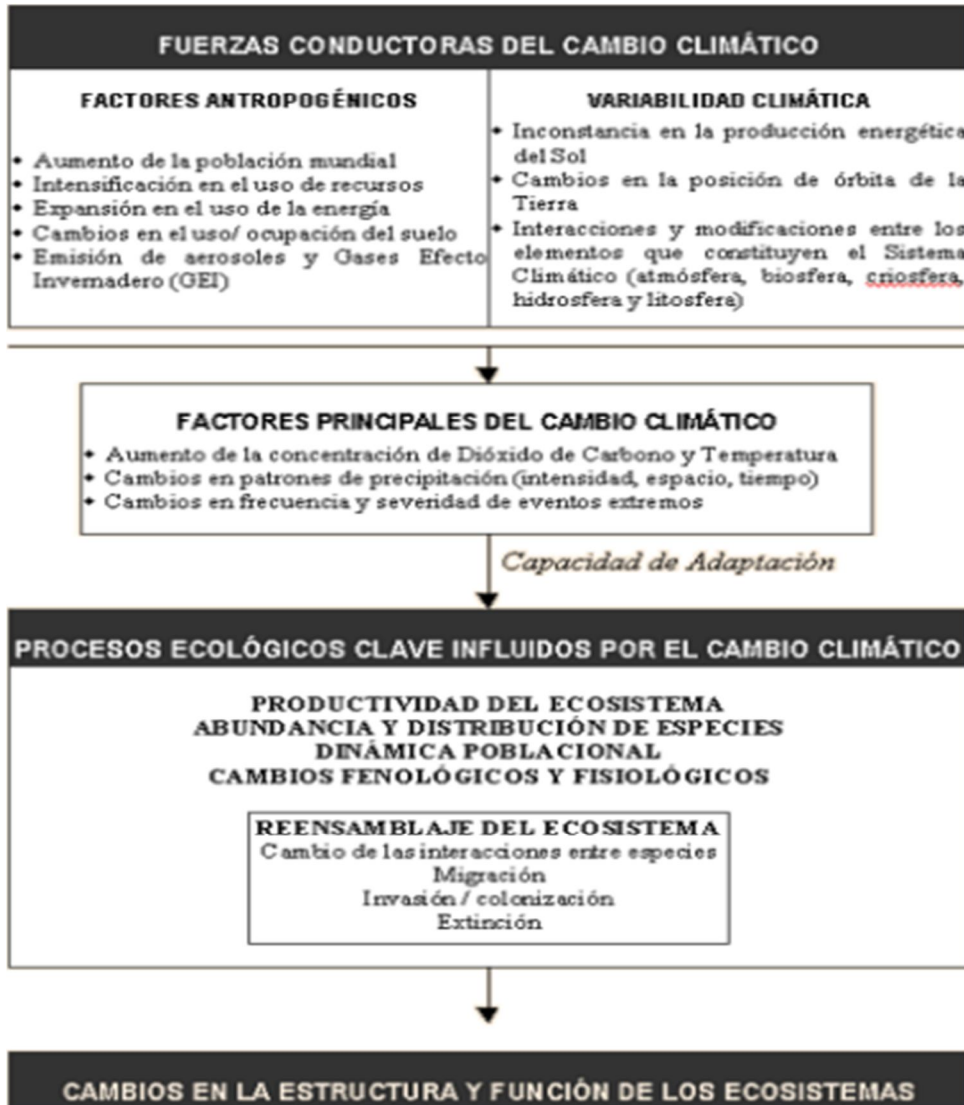 FUERZAS CONDUCTORAS DEL CAMBIO CLIMÁTICO
FACTORES ANTROPOGÉNICOS
• Aumento de la población mundial
• Intensificación en el uso de recursos
• Expansión en el uso de la energía
• Cambios en el uso/ ocupación del suelo
• Emisión de aerosoles y Gases Efecto
Invernadero (GEI)
VARIABILIDAD CLIMÁTICA
• Inconstancia en la producción energética
del Sol
• Cambios en la posición de órbita de la
Tierra
• Interacciones y modificaciones entre los
elementos que constituyen el Sistema
Climático (atmósfera, biosfera, criosfera,
hidrosfera y litosfera)
FACTORES PRINCIPALES DEL CAMBIO CLIMÁTICO
• Aumento de la concentración de Dióxido de Carbono y Temperatura
• Cambios en patrones de precipitación (intensidad, espacio, tiempo)
• Cambios en frecuencia y severidad de eventos extremos
Capacidad de Adaptación
PROCESOS ECOLÓGICOS CLAVE INFLUIDOS POR EL CAMBIO CLIMÁTICO
PRODUCTIVIDAD DEL ECOSISTEMA
ABUNDANCIA Y DISTRIBUCIÓN DE ESPECIES
DINÁMICA POBLACIONAL
CAMBIOS FENOLÓGICOS Y FISIOLÓGICOS
REENSAMBLAJE DEL ECOSISTEMA
Cambio de las interacciones entre especies
Migración
Invasión / colonización
Extinción
CAMBIOS EN LA ESTRUCTURA Y FUNCIÓN DE LOS ECOSISTEMAS